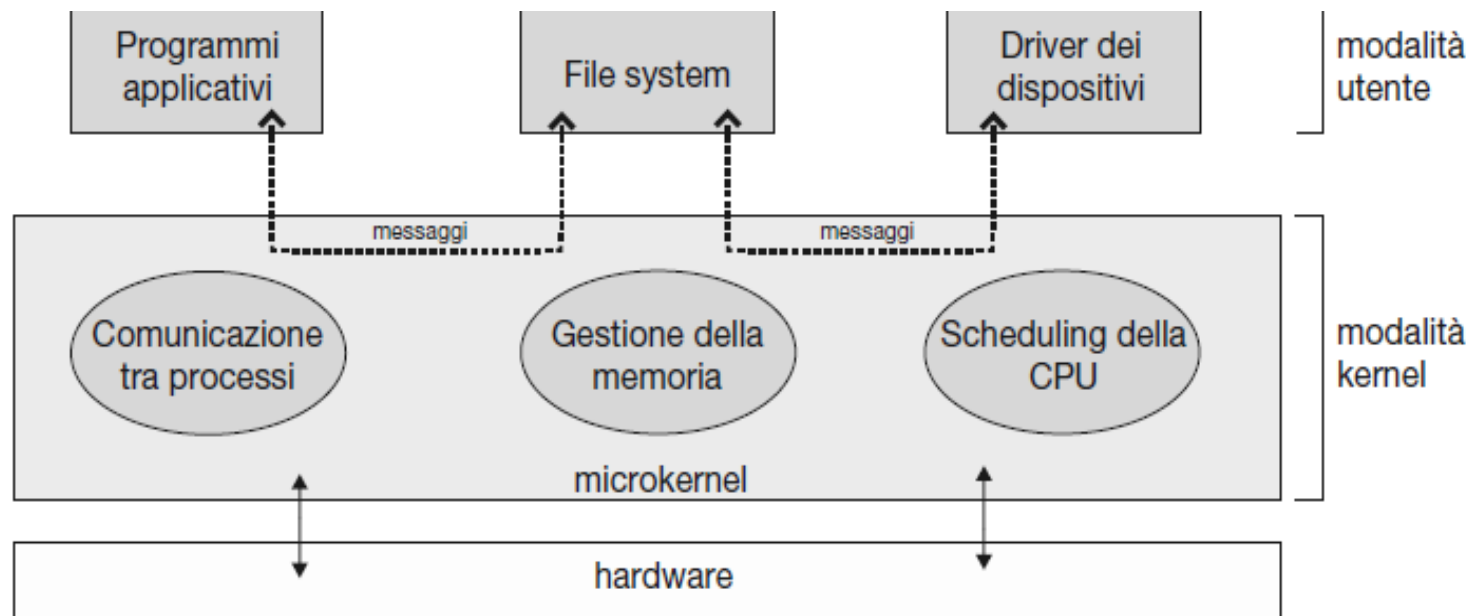 Programmi
applicativi
File system
Driver dei
dispositivi
modalità
utente
messaggi
messaggi
Comunicazione
tra processi
Gestione della
memoria
Scheduling della
CPU
modalità
kernel
microkernel
hardware